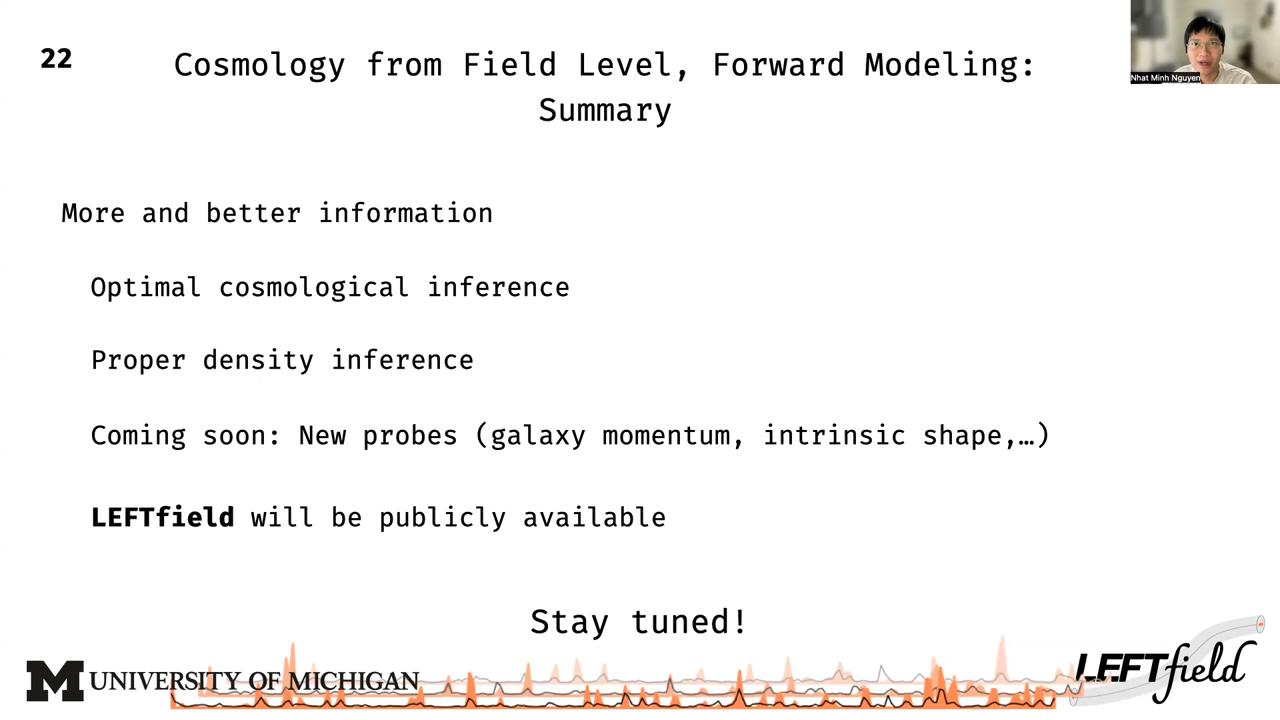 22
Cosmology from Field Level, Forward Modeling:
Summary
Nhat Minh Nguyen
More and better information
Optimal cosmological inference
Proper density inference
Coming soon: New probes (galaxy momentum, intrinsic shape,…)
LEFTfield will be publicly available
Stay tuned!
M UNIVERSITY OF MICHIGAN
LEFTfield